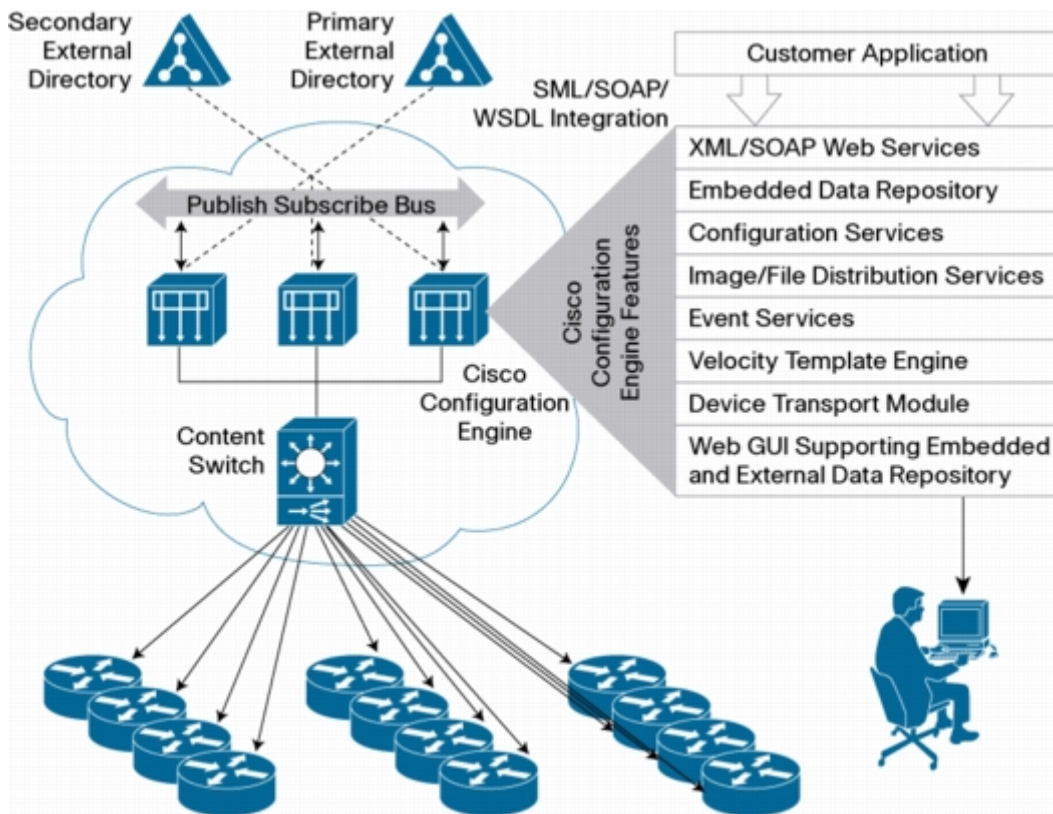 Secondary
External
Directory
Primary
External
Directory
Customer Application
SML/SOAP/
WSDL Integration
XML/SOAP Web Services
Embedded Data Repository
Configuration Services
Image/File Distribution Services
Event Services
Velocity Template Engine
Device Transport Module
Web GUI Supporting Embedded
and External Data Repository
Publish Subscribe Bus
Cisco
Configuration
Engine Features
Cisco
Configuration
Engine
Content
Switch